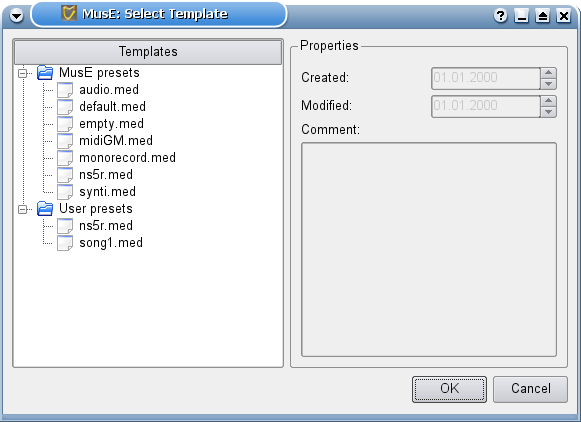 MusE: Select Template
Templates
MusE presets
audio.med
default.med
empty.med
midiGM.med
monorecord.med
ns5r.med
synti.med
User presets
ns5r.med
song1.med
Properties
Created:
01.01.2000
Modified:
01.01.2000
Comment:
OK
Cancel